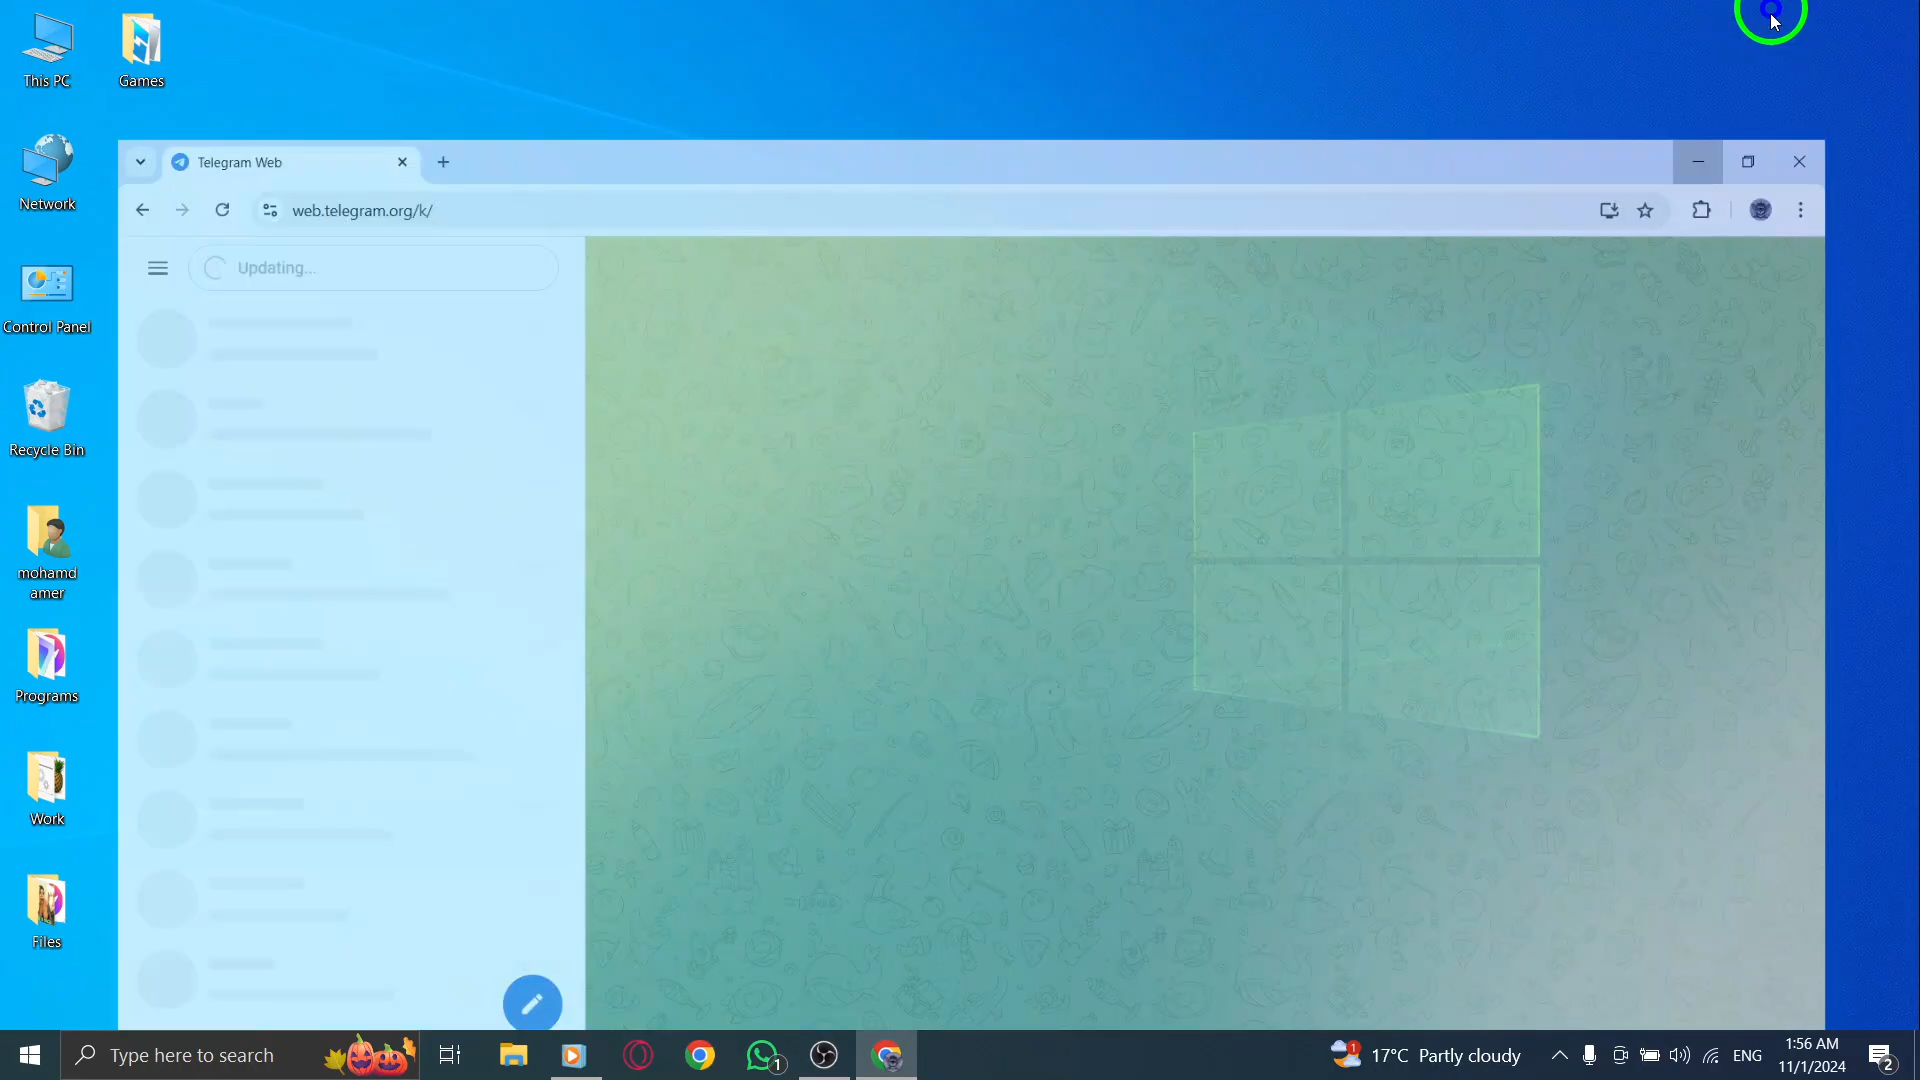 This PC
Games
Network
Control Panel
Recycle Bin
mohamd
amer
Programs
Work
Files
Telegram Web
web.telegram.org/k/
Updating...
Type here to search
1
1
17°C Partly cloudy
ENG
1:56 AM
11/1/2024
2